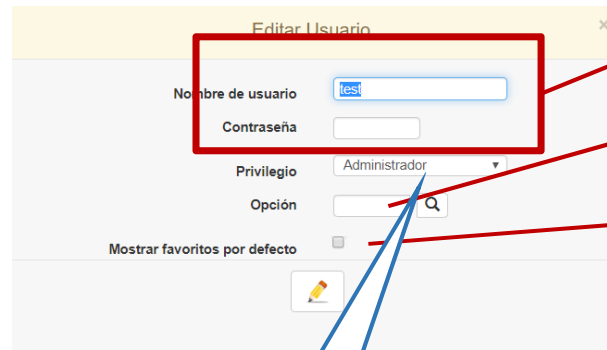 Editar Usuario
×
Nombre de usuario
test
Contraseña
Privilegio
Administrador
Opción
Mostrar favoritos por defecto